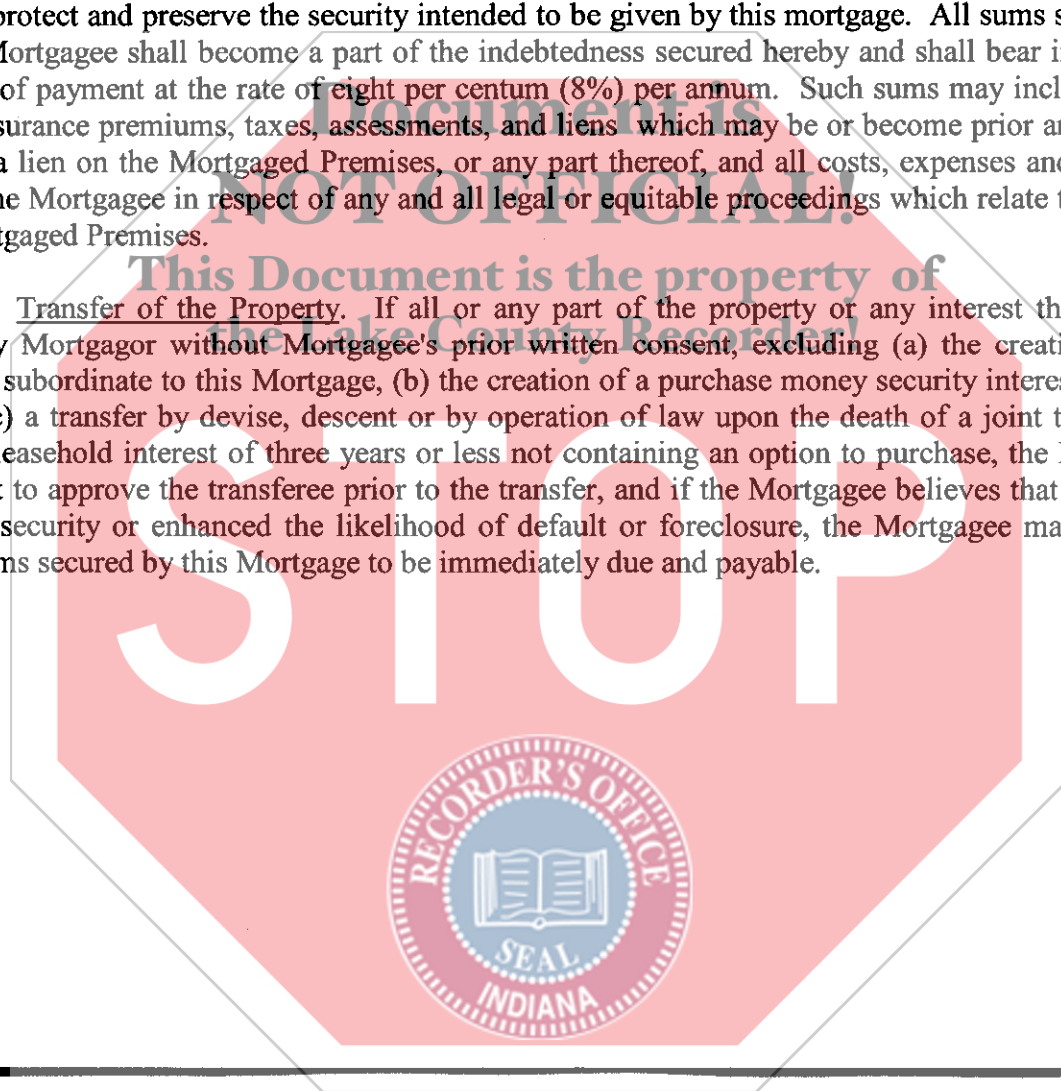 protect and preserve the security intended to be given by this mortgage. All sums s
Mortgagee shall become a part of the indebtedness secured hereby and shall bear i
of payment at the rate of eight per centum (8%) per annum. Such sums may incl
surance premiums, taxes, assessments, and liens which may be or become prior a
a lien on the Mortgaged Premises, or any part thereof, and all costs, expenses and
ne Mortgagee in respect of any and all legal or equitable proceedings which relate t
tgaged Premises.
Transfer of the Property. If all or any part of the property or any interest th
y Mortgagor without Mortgagee's prior written consent, excluding (a) the creati
subordinate to this Mortgage, (b) the creation of a purchase money security interes
c) a transfer by devise, descent or by operation of law upon the death of a joint t
leasehold interest of three years or less not containing an option to purchase, the
t to approve the transferee prior to the transfer, and if the Mortgagee believes that
security or enhanced the likelihood of default or foreclosure, the Mortgagee ma
ms secured by this Mortgage to be immediately due and payable.
Document is
NOT OFFICIAL!
This Document is the property of
the Lake County Recorder!
STOP
RECORDER'S OFFICE
SEAL
INDIANA